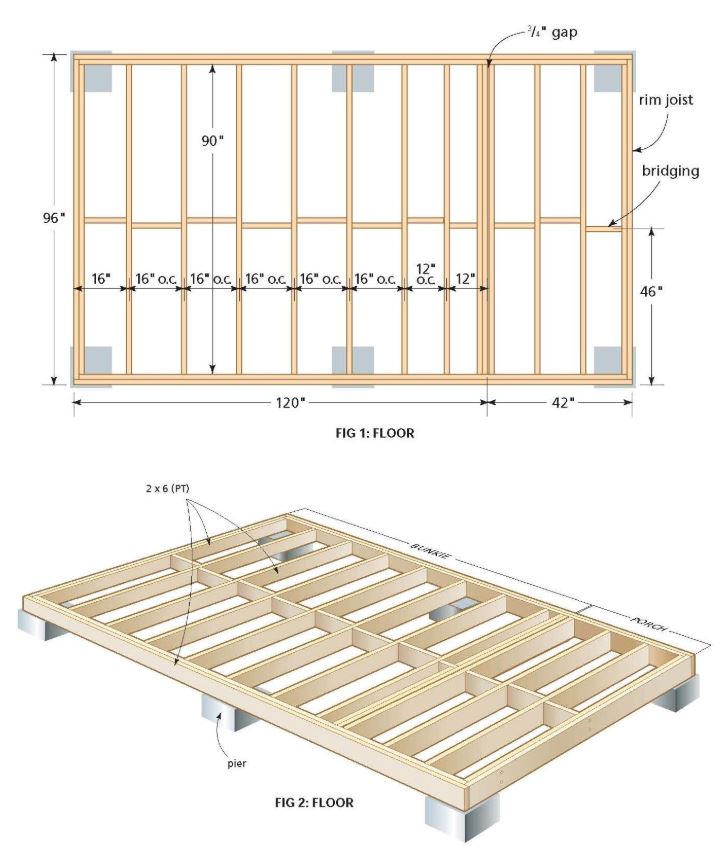 3/4" gap
rim joist
90"
bridging
96"
16" 16" o.c. 16" o.c. 16" o.c. 16" o.c. 16" o.c. 12" o.c. 12"
46"
120" 42"
FIG 1: FLOOR
2 x 6 (PT)
BUNKIE
PORCH
pier
FIG 2: FLOOR